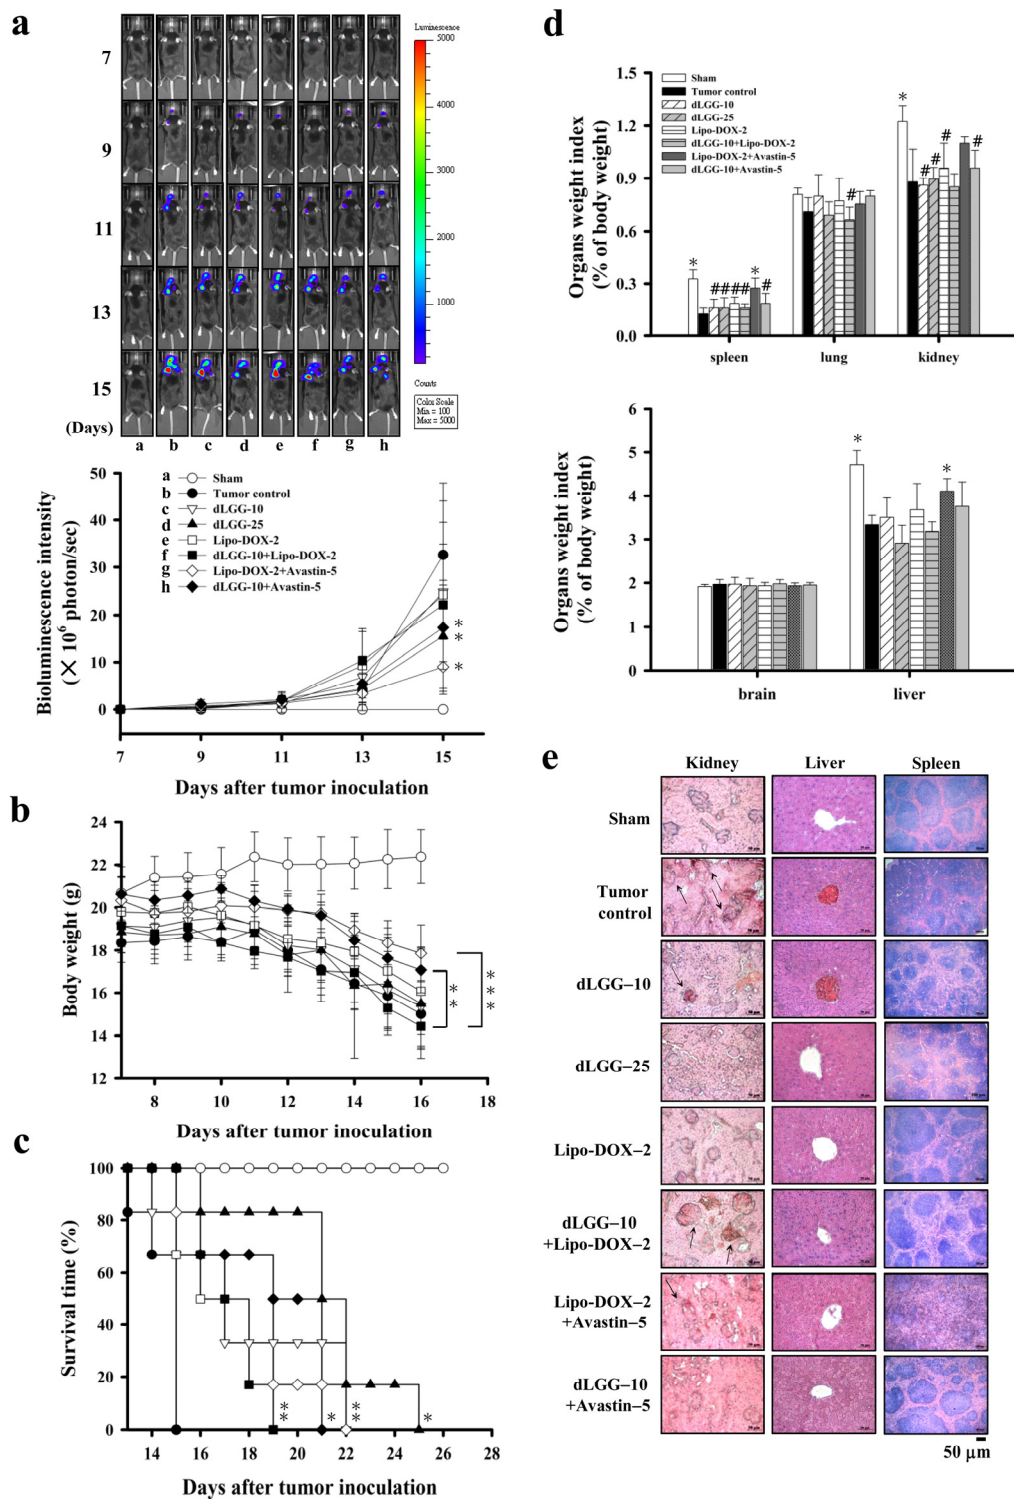 a
7
9
11
13
15
(Days)
a b c d e f g h
Luminescence
5000
4000
3000
2000
1000
Counts
Color Scale
Min = 100
Max = 5000
Bioluminescence intensity
(× 10⁶ photon/sec)
50
40
30
20
10
0
a Sham
b Tumor control
c dLGG-10
d dLGG-25
e Lipo-DOX-2
f dLGG-10+Lipo-DOX-2
g Lipo-DOX-2+Avastin-5
h dLGG-10+Avastin-5
*
*
*
7 9 11 13 15
Days after tumor inoculation
b
Body weight (g)
24
22
20
18
16
14
12
* *
* * *
8 10 12 14 16 18
Days after tumor inoculation
c
Survival time (%)
100
80
60
40
20
0
** * ** *
14 16 18 20 22 24 26 28
Days after tumor inoculation
d
Organs weight index
(% of body weight)
1.5
1.2
0.9
0.6
0.3
0.0
Sham
Tumor control
dLGG-10
dLGG-25
Lipo-DOX-2
dLGG-10+Lipo-DOX-2
Lipo-DOX-2+Avastin-5
dLGG-10+Avastin-5
* #### * #
#
* # # # #
spleen lung kidney
Organs weight index
(% of body weight)
6
5
4
3
2
1
0
* *
brain liver
e
Kidney Liver Spleen
Sham
Tumor
control
dLGG–10
dLGG–25
Lipo-DOX–2
dLGG–10
+Lipo-DOX–2
Lipo-DOX–2
+Avastin–5
dLGG–10
+Avastin–5
50 μm